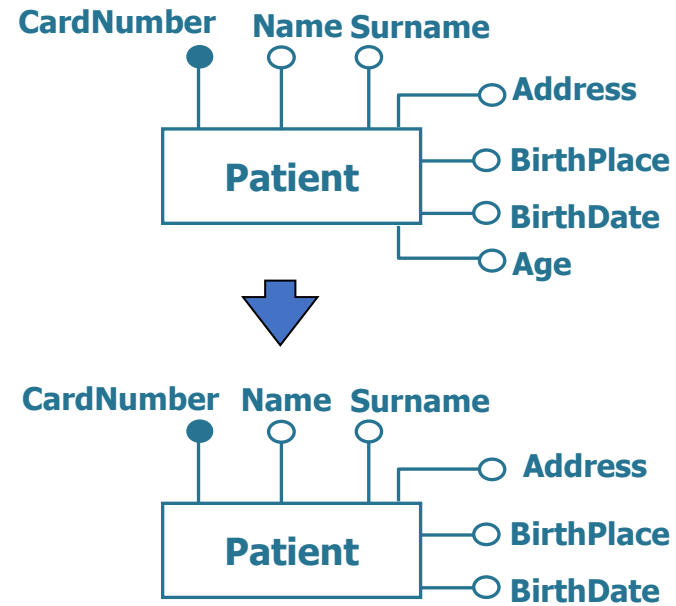 CardNumber Name Surname
Address
BirthPlace
Patient
BirthDate
Age
CardNumber Name Surname
Address
BirthPlace
Patient
BirthDate